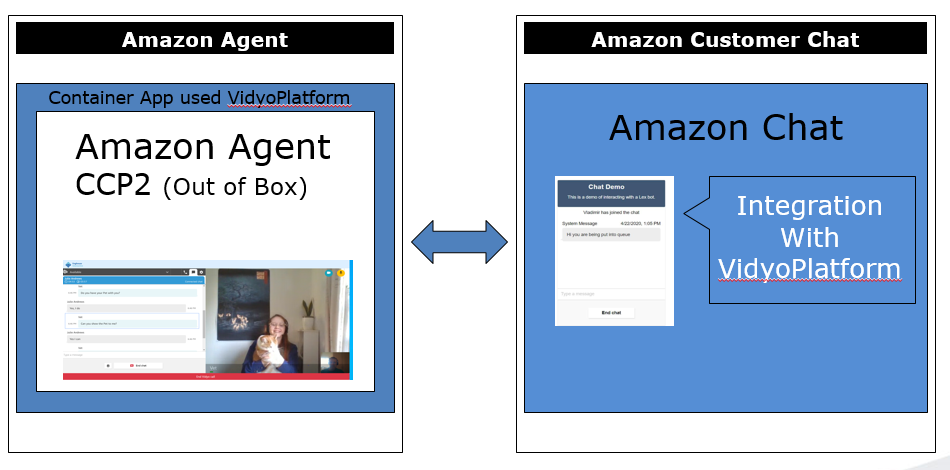 Amazon Agent
Container App used VidyoPlatform
Amazon Agent
CCP2 (Out of Box)
Amazon Customer Chat
Amazon Chat
Chat Demo
This is a demo of interacting with a Lex bot.
Vladimir has joined the chat
System Message 4/22/2020, 1:05 PM
Hi you are being put into queue
Type a message
End chat
Integration
With
VidyoPlatform